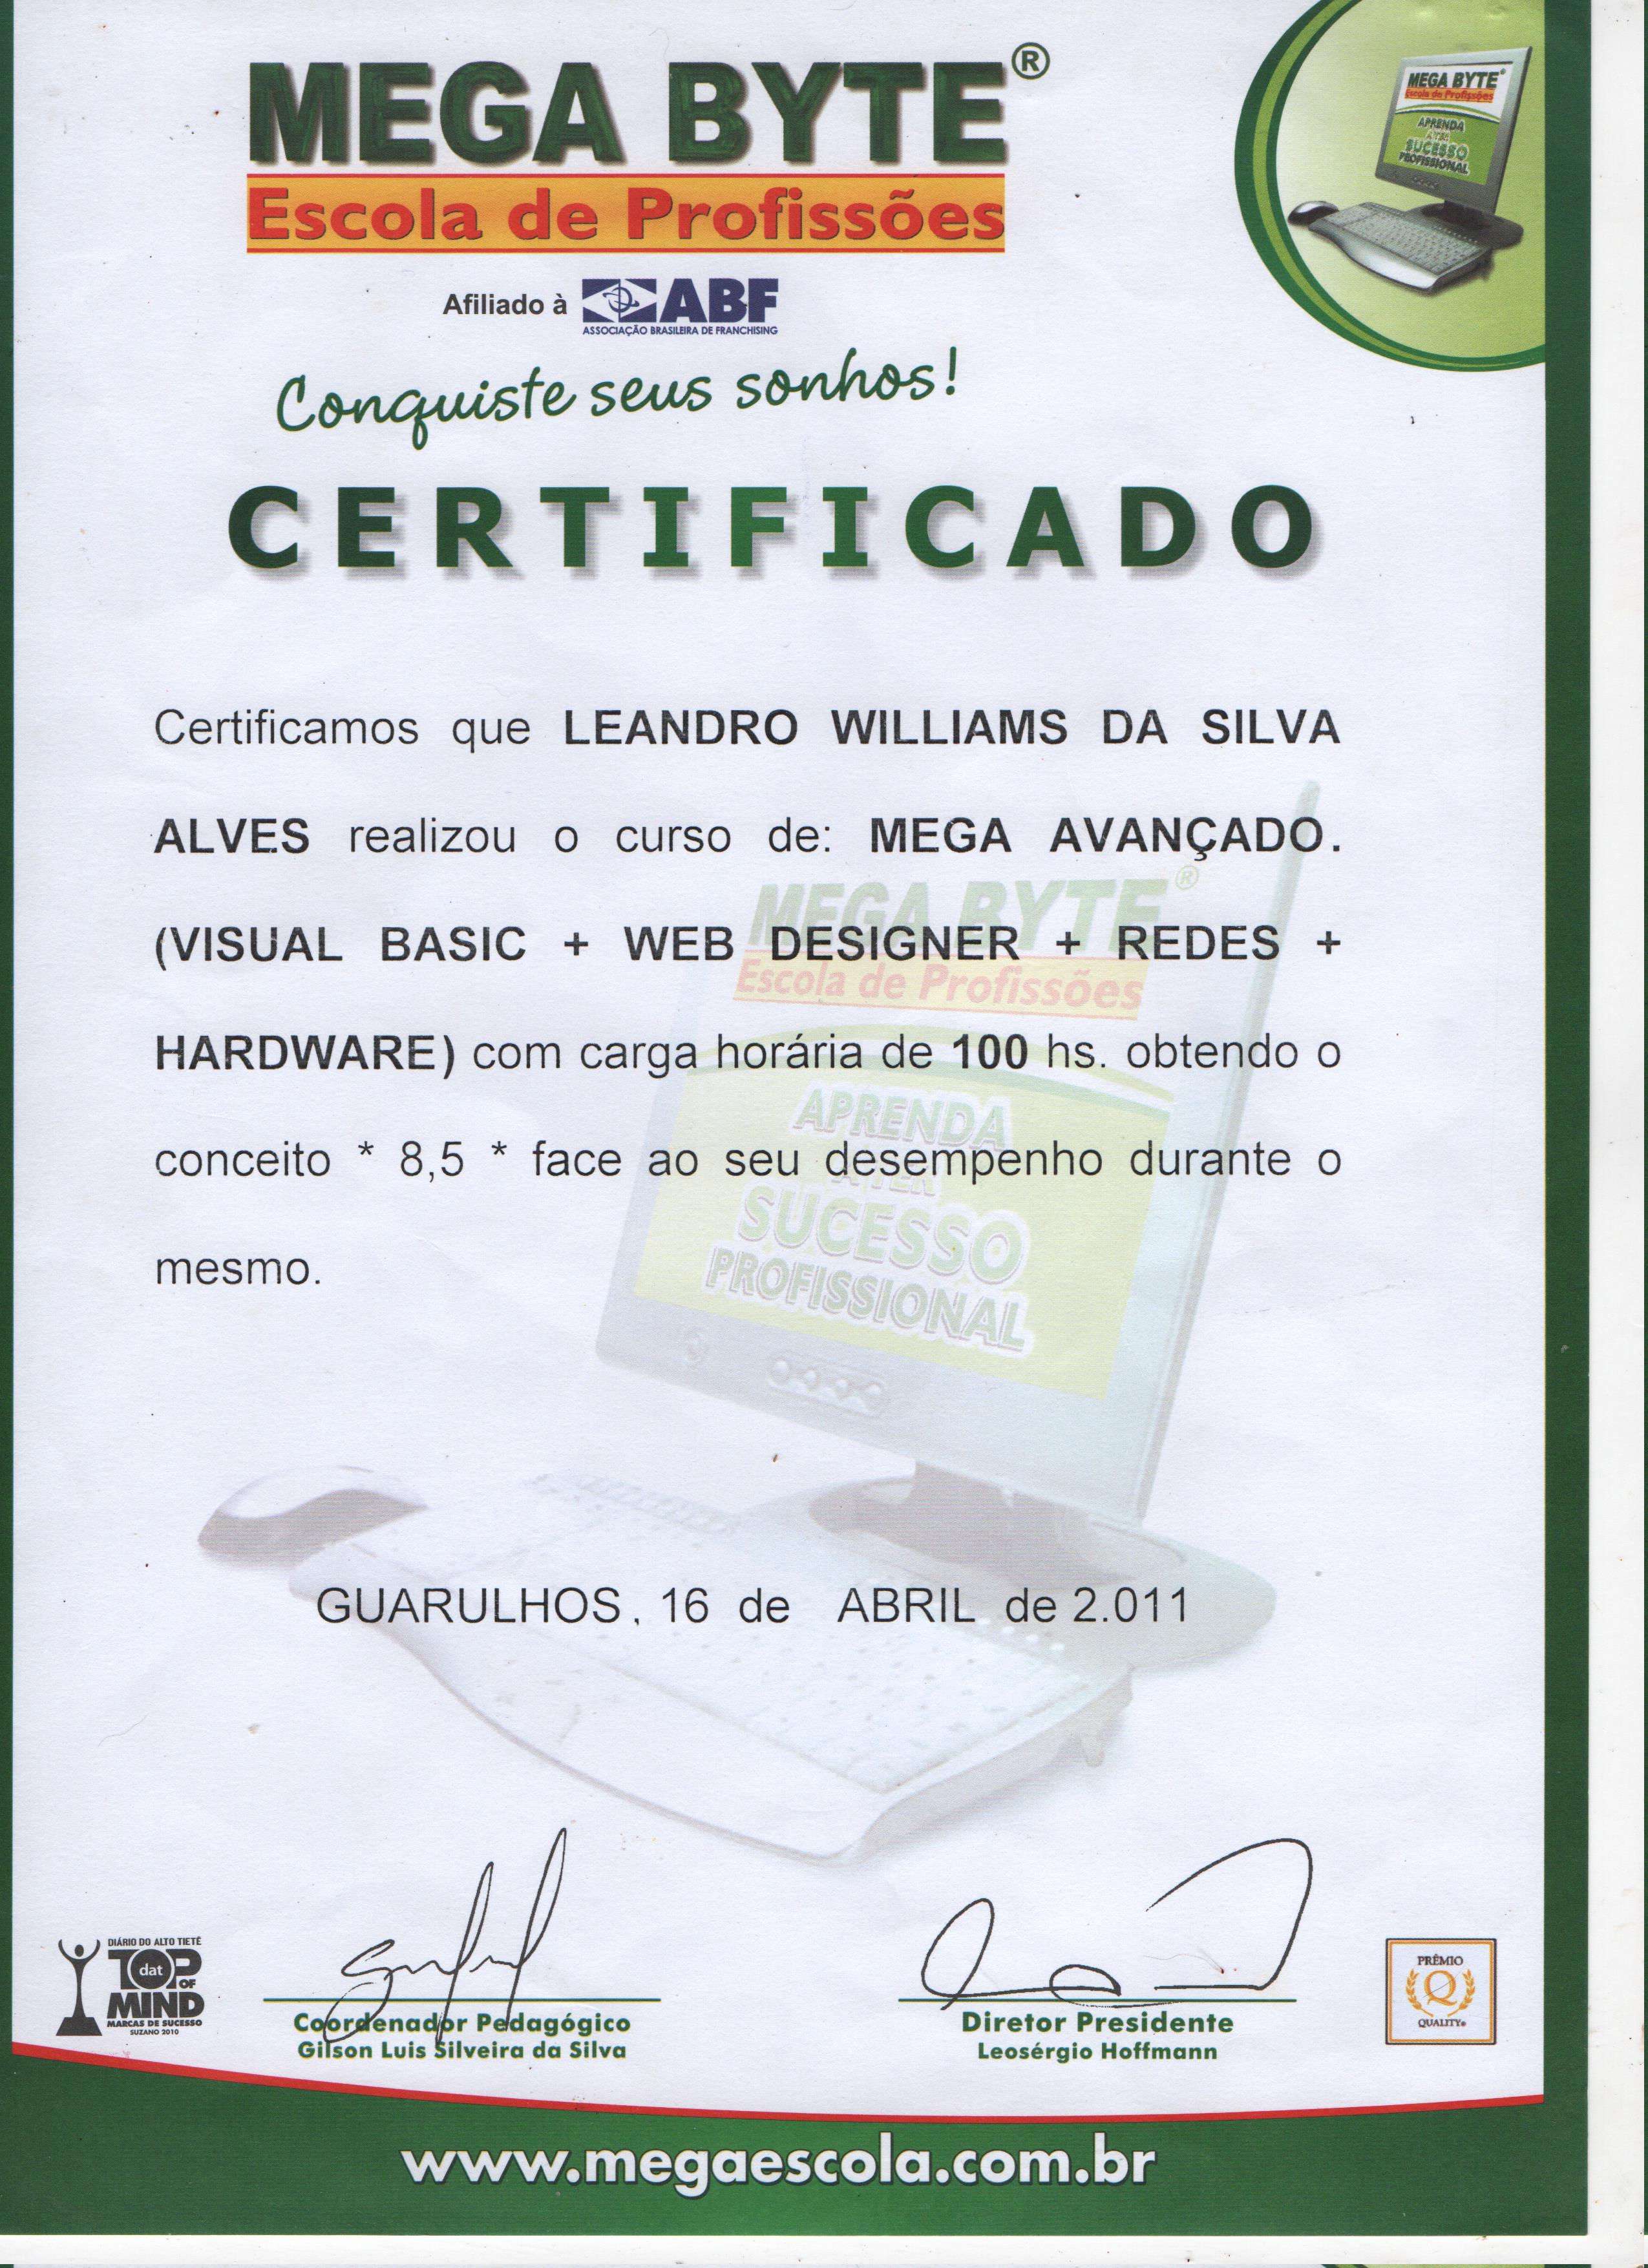 MEGA BYTE®
Escola de Profissões
Afiliado à ABF
ASSOCIAÇÃO BRASILEIRA DE FRANCHISING
Conquiste seus sonhos!
MEGA BYTE®
Escola de Profissões
APRENDA
A TER
SUCESSO
PROFISSIONAL
CERTIFICADO
Certificamos que LEANDRO WILLIAMS DA SILVA
ALVES realizou o curso de: MEGA AVANÇADO.
(VISUAL BASIC + WEB DESIGNER + REDES +
HARDWARE) com carga horária de 100 hs. obtendo o
conceito * 8,5 * face ao seu desempenho durante o
mesmo.
MEGA BYTE®
Escola de Profissões
APRENDA
A TER
SUCESSO
PROFISSIONAL
GUARULHOS, 16 de ABRIL de 2.011
DIÁRIO DO ALTO TIETÊ
TOP
dat
OF
MIND
MARCAS DE SUCESSO
SUZANO 2010
Coordenador Pedagógico
Gilson Luis Silveira da Silva
Diretor Presidente
Leosérgio Hoffmann
PRÊMIO
Q
QUALITY®
www.megaescola.com.br